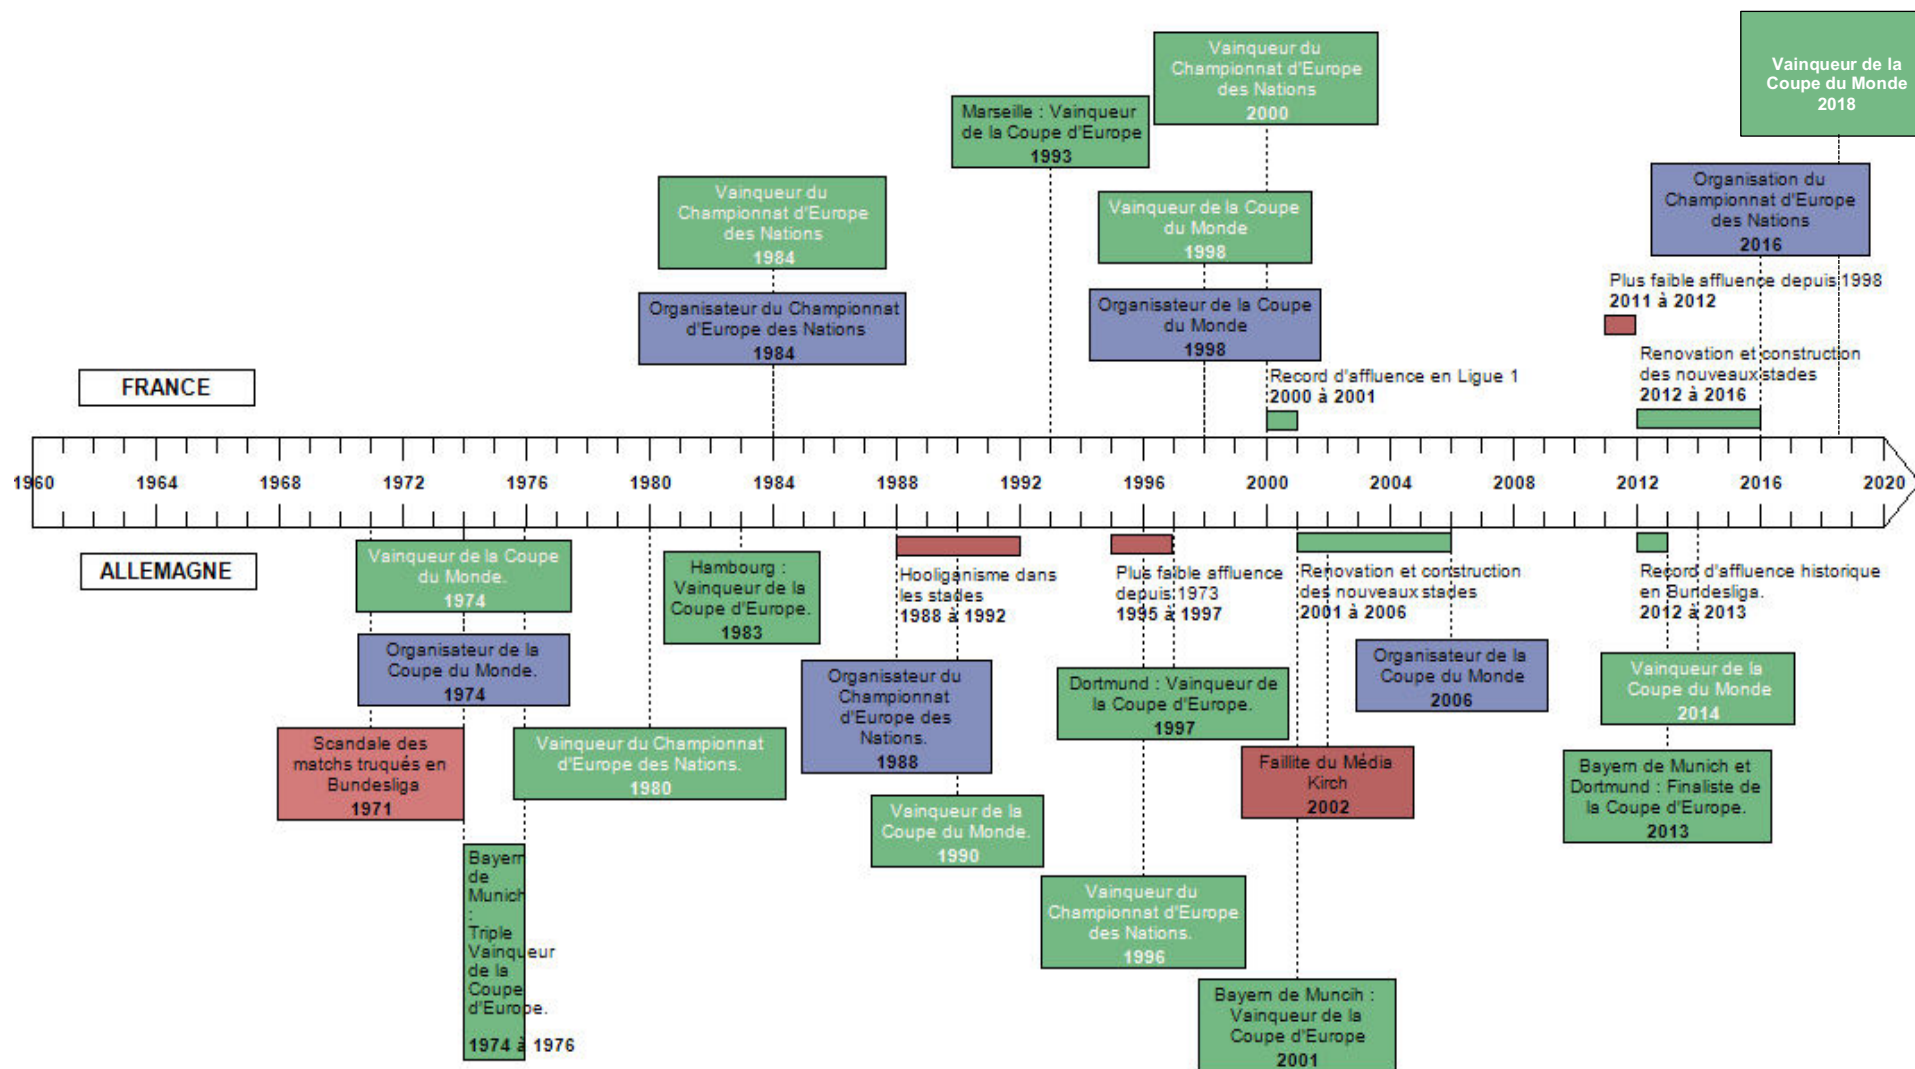 Vainqueur de la
Coupe du Monde
2018
Vainqueur du
Championnat d'Europe
des Nations
2000
Marseille : Vainqueur
de la Coupe d'Europe
1993
Organisation du
Championnat d'Europe
des Nations
2016
Vainqueur du
Championnat d'Europe
des Nations
1984
Vainqueur de la Coupe
du Monde
1998
Plus faible affluence depuis 1998
2011 à 2012
Organisateur du Championnat
d'Europe des Nations
1984
Organisateur de la Coupe
du Monde
1998
Renovation et construction
des nouveaux stades
2012 à 2016
Record d'affluence en Ligue 1
2000 à 2001
FRANCE
1960 1964 1968 1972 1976 1980 1984 1988 1992 1996 2000 2004 2008 2012 2016 2020
ALLEMAGNE
Vainqueur de la Coupe
du Monde.
1974
Hambourg :
Vainqueur de la
Coupe d'Europe.
1983
Hooliganisme dans
les stades
1988 à 1992
Plus faible affluence
depuis 1973
1995 à 1997
Renovation et construction
des nouveaux stades
2001 à 2006
Record d'affluence historique
en Bundesliga.
2012 à 2013
Organisateur de la
Coupe du Monde.
1974
Organisateur du
Championnat
d'Europe des
Nations.
1988
Dortmund : Vainqueur de
la Coupe d'Europe.
1997
Organisateur de la
Coupe du Monde
2006
Vainqueur de la
Coupe du Monde
2014
Scandale des
matchs truqués en
Bundesliga
1971
Vainqueur du Championnat
d'Europe des Nations.
1980
Faillite du Média
Kirch
2002
Bayern de Munich et
Dortmund : Finaliste de
la Coupe d'Europe.
2013
Vainqueur de la
Coupe du Monde.
1990
Bayern
de
Munich
:
Triple
Vainqueur
de la
Coupe
d'Europe.
1974 à 1976
Vainqueur du
Championnat d'Europe
des Nations.
1996
Bayern de Muncih :
Vainqueur de la
Coupe d'Europe
2001